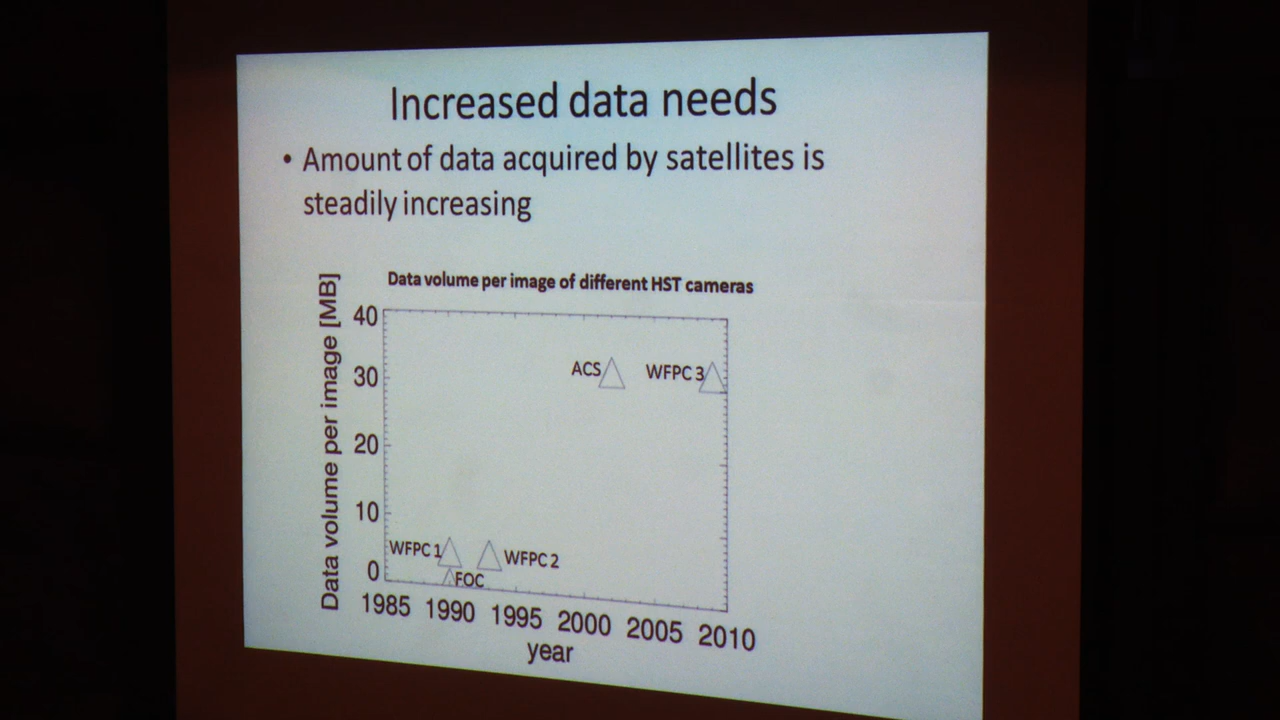 Increased data needs
• Amount of data acquired by satellites is
steadily increasing
Data volume per image of different HST cameras
Data volume per image [MB]
40
30
20
10
0
ACS
WFPC 3
WFPC 1
WFPC 2
FOC
1985 1990 1995 2000 2005 2010
year